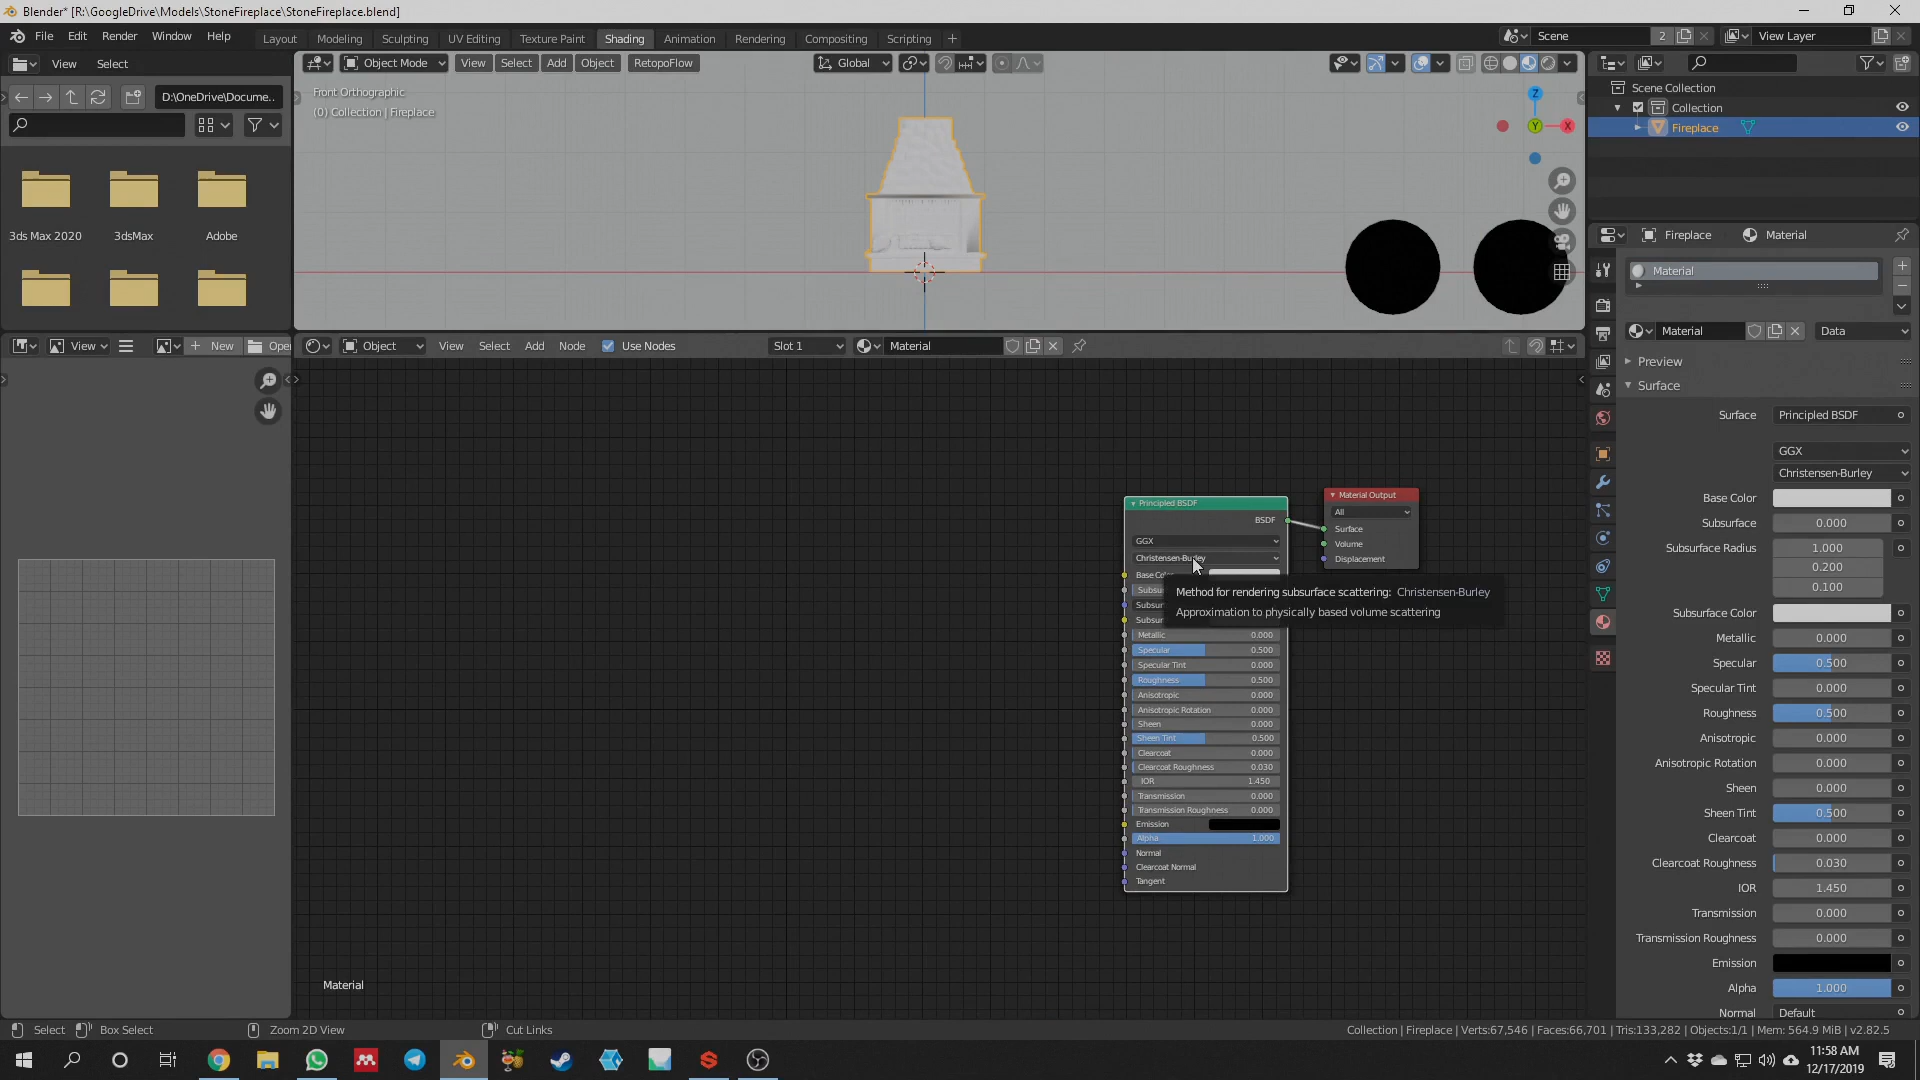 Blender* [R:\GoogleDrive\Models\StoneFireplace\StoneFireplace.blend]
File Edit Render Window Help Layout Modeling Sculpting UV Editing Texture Paint Shading Animation Rendering Compositing Scripting Scene 2 View Layer
View Select Object Mode View Select Add Object RetopoFlow Global
D:\OneDrive\Docume..
Front Orthographic
(0) Collection | Fireplace
Z
Y
X
Scene Collection
Collection
Fireplace
3ds Max 2020 3dsMax Adobe
Fireplace Material
Material
Material Data
View New Open
Object View Select Add Node Use Nodes Slot 1 Material
Preview
Surface
Surface Principled BSDF
GGX
Christensen-Burley
Base Color
Subsurface 0.000
Subsurface Radius 1.000
0.200
0.100
Subsurface Color
Metallic 0.000
Specular 0.500
Specular Tint 0.000
Roughness 0.500
Anisotropic 0.000
Anisotropic Rotation 0.000
Sheen 0.000
Sheen Tint 0.500
Clearcoat 0.000
Clearcoat Roughness 0.030
IOR 1.450
Transmission 0.000
Transmission Roughness 0.000
Emission
Alpha 1.000
Normal Default
Principled BSDF
BSDF
GGX
Christensen-Burley
Base Color
Metallic 0.000
Specular 0.500
Specular Tint 0.000
Roughness 0.500
Anisotropic 0.000
Anisotropic Rotation 0.000
Sheen 0.000
Sheen Tint 0.500
Clearcoat 0.000
Clearcoat Roughness 0.030
IOR 1.450
Transmission 0.000
Transmission Roughness 0.000
Emission
Alpha 1.000
Normal
Clearcoat Normal
Tangent
Material Output
All
Surface
Volume
Displacement
Method for rendering subsurface scattering: Christensen-Burley
Approximation to physically based volume scattering
Material
Select Box Select Zoom 2D View Cut Links
Collection | Fireplace | Verts:67,546 | Faces:66,701 | Tris:133,282 | Objects:1/1 | Mem: 564.9 MiB | v2.82.5
11:58 AM
12/17/2019